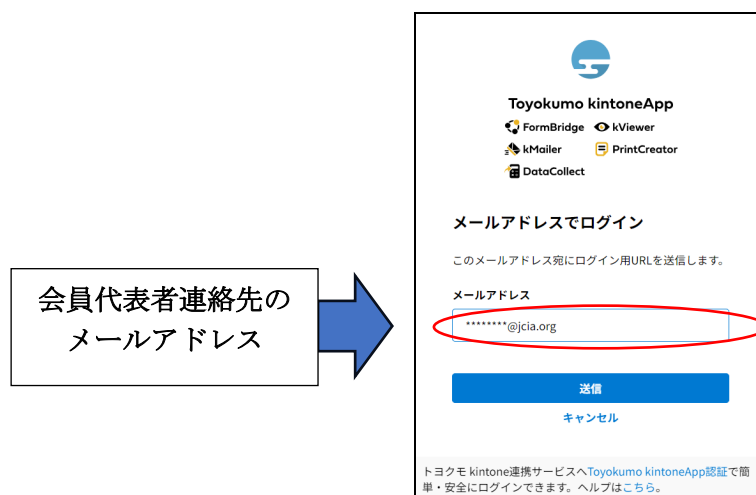 会員代表者連絡先の
メールアドレス
Toyokumo kintoneApp
FormBridge kViewer
kMailer PrintCreator
DataCollect
メールアドレスでログイン
このメールアドレス宛にログイン用URLを送信します。
メールアドレス
********@jcia.org
送信
キャンセル
トヨクモ kintone連携サービスへToyokumo kintoneApp認証で簡
単・安全にログインできます。ヘルプはこちら。